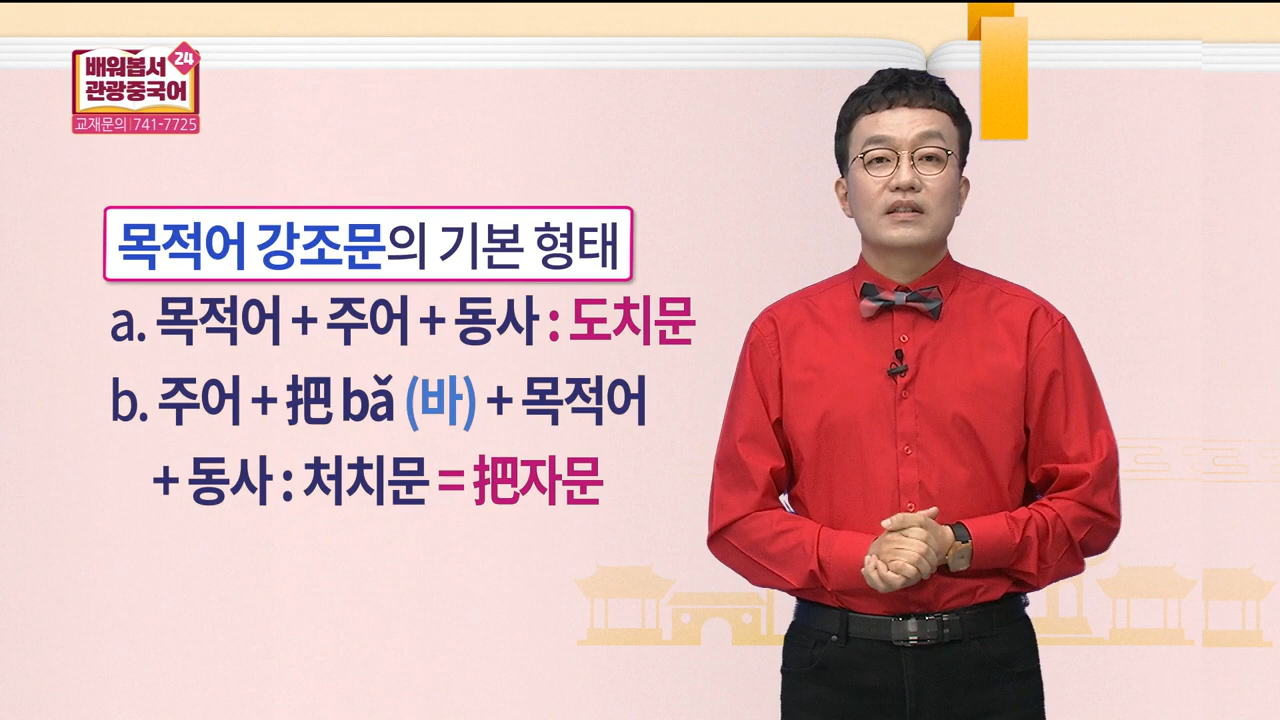 배워봅서 24
관광중국어
교재문의 | 741-7725
목적어 강조문의 기본 형태
a. 목적어 + 주어 + 동사 : 도치문
b. 주어 + 把 bǎ (바) + 목적어
+ 동사 : 처치문 = 把자문